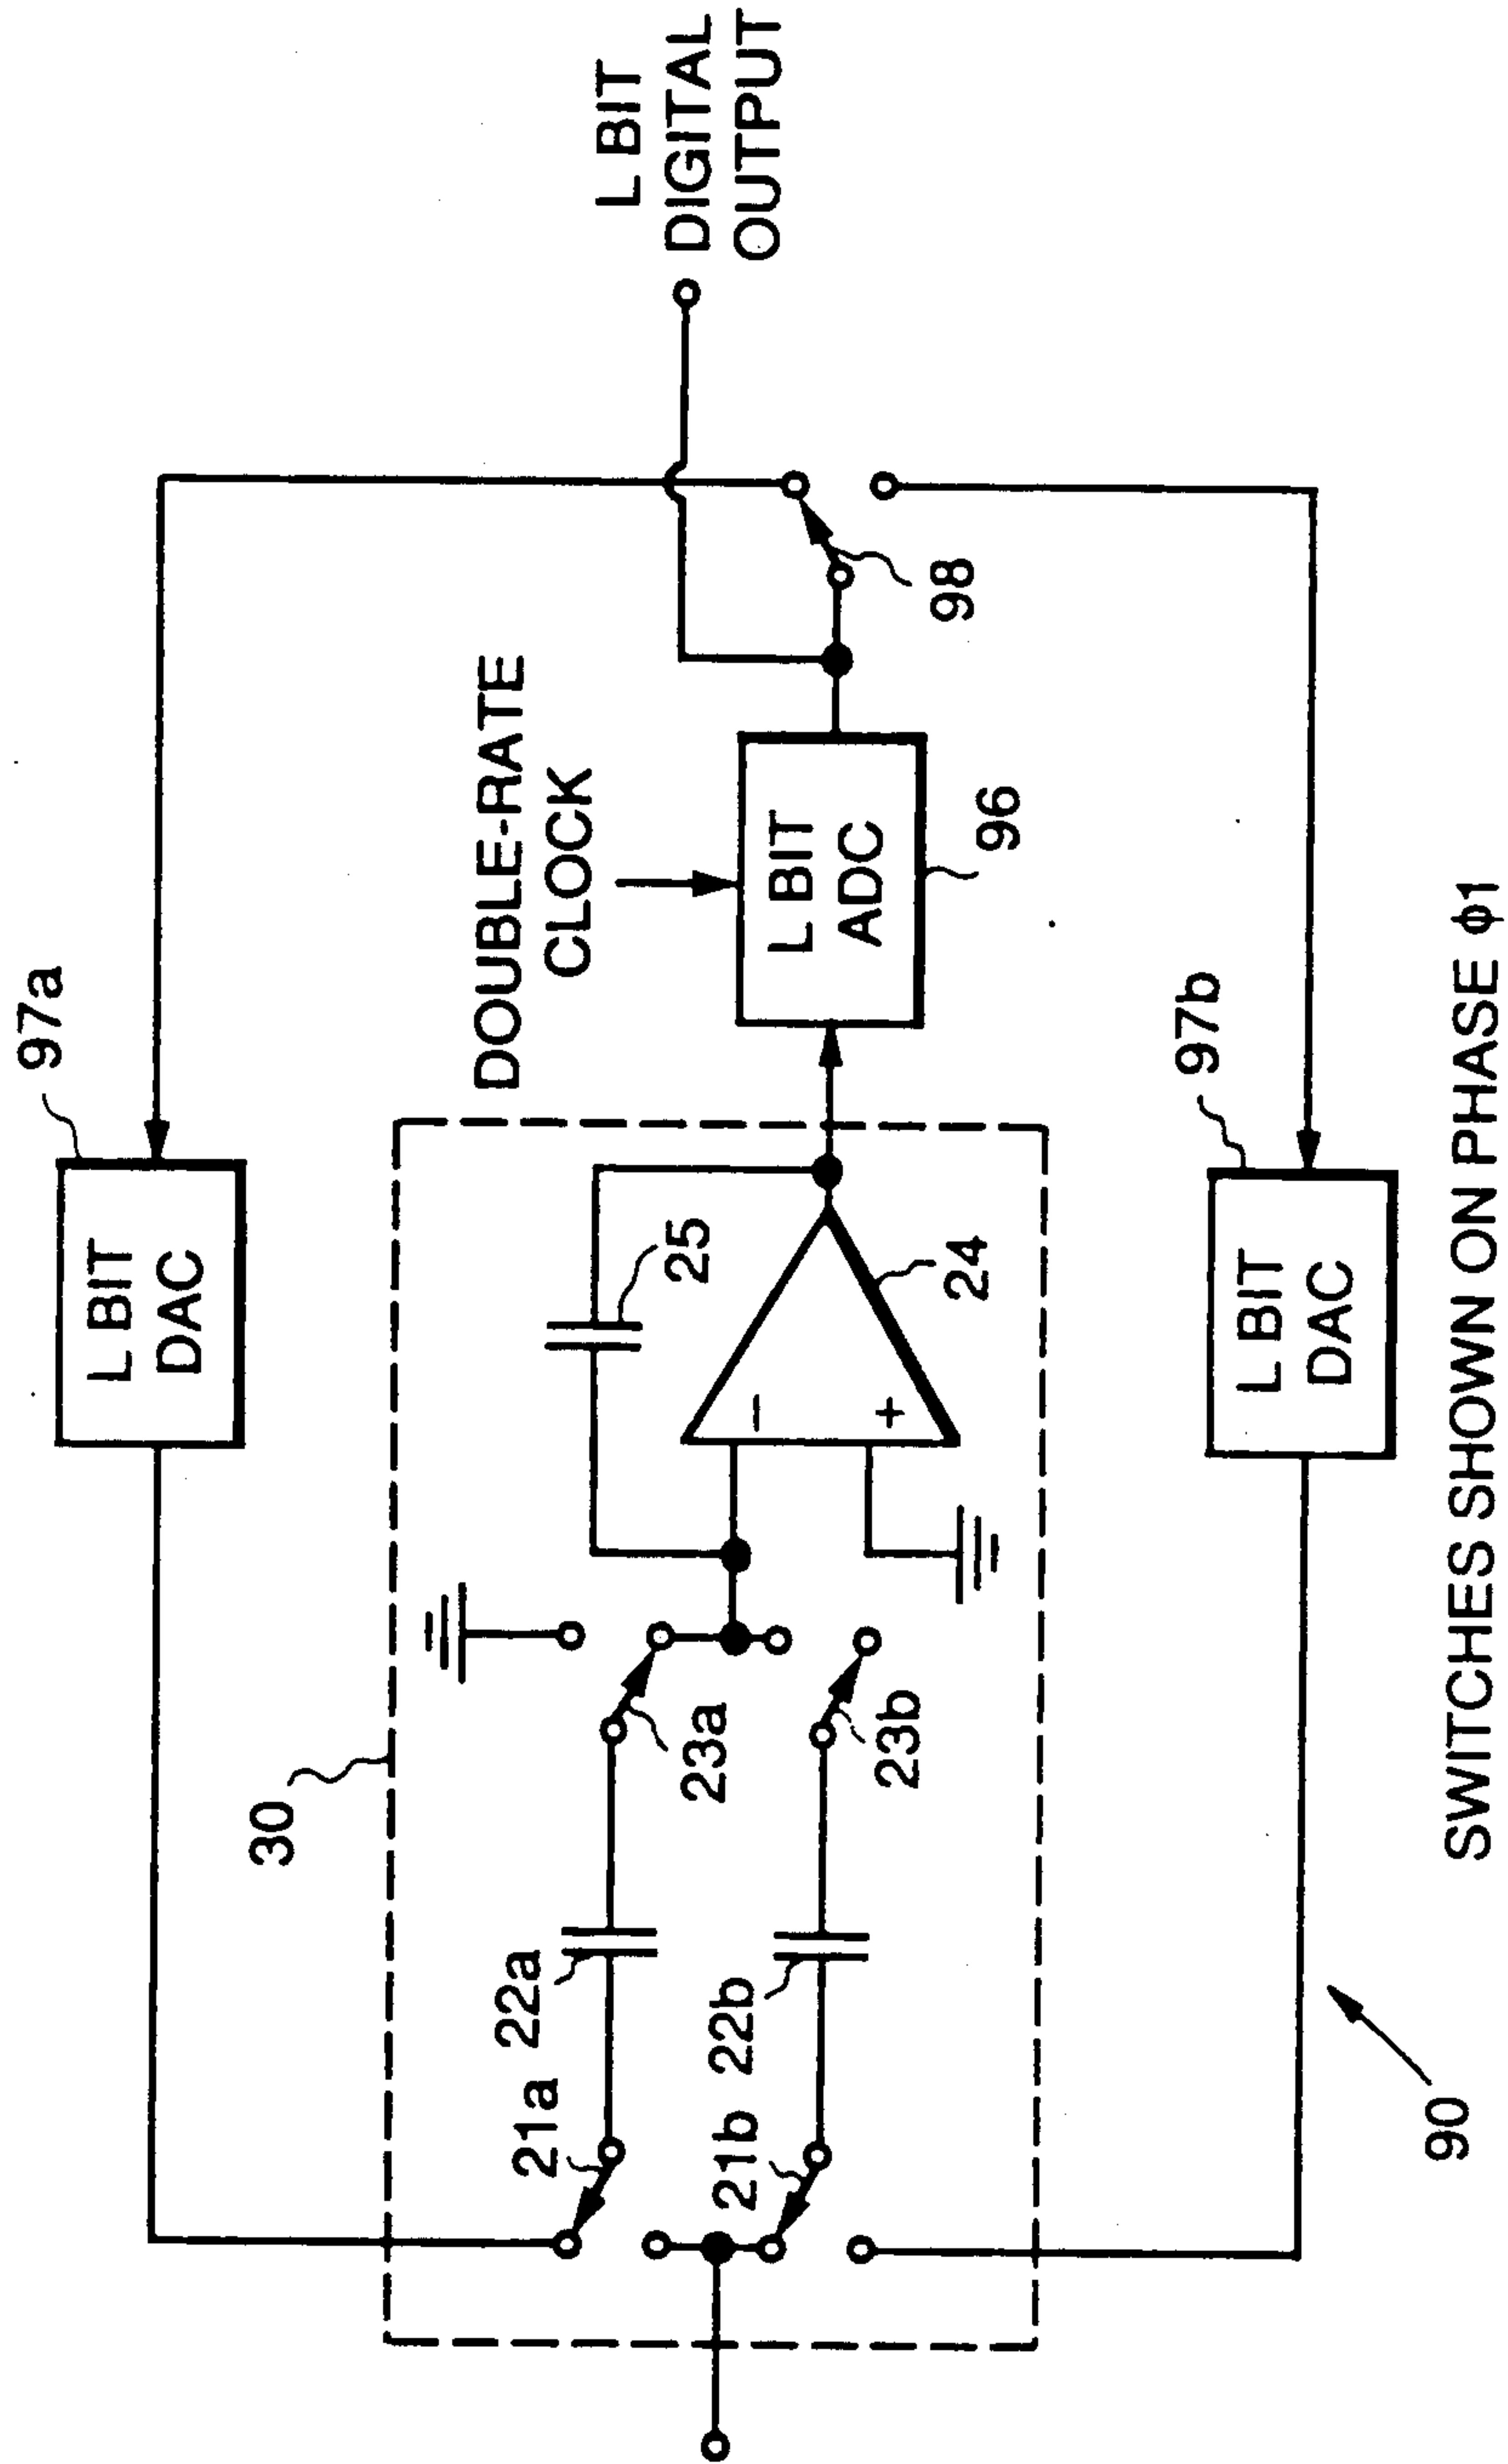 97a
L BIT
DAC
30
21a
22a
23a
25
DOUBLE-RATE
CLOCK
L BIT
DIGITAL
OUTPUT
21b
22b
23b
-
+
24
L BIT
ADC
96
98
97b
L BIT
DAC
90
SWITCHES SHOWN ON PHASE ϕ1